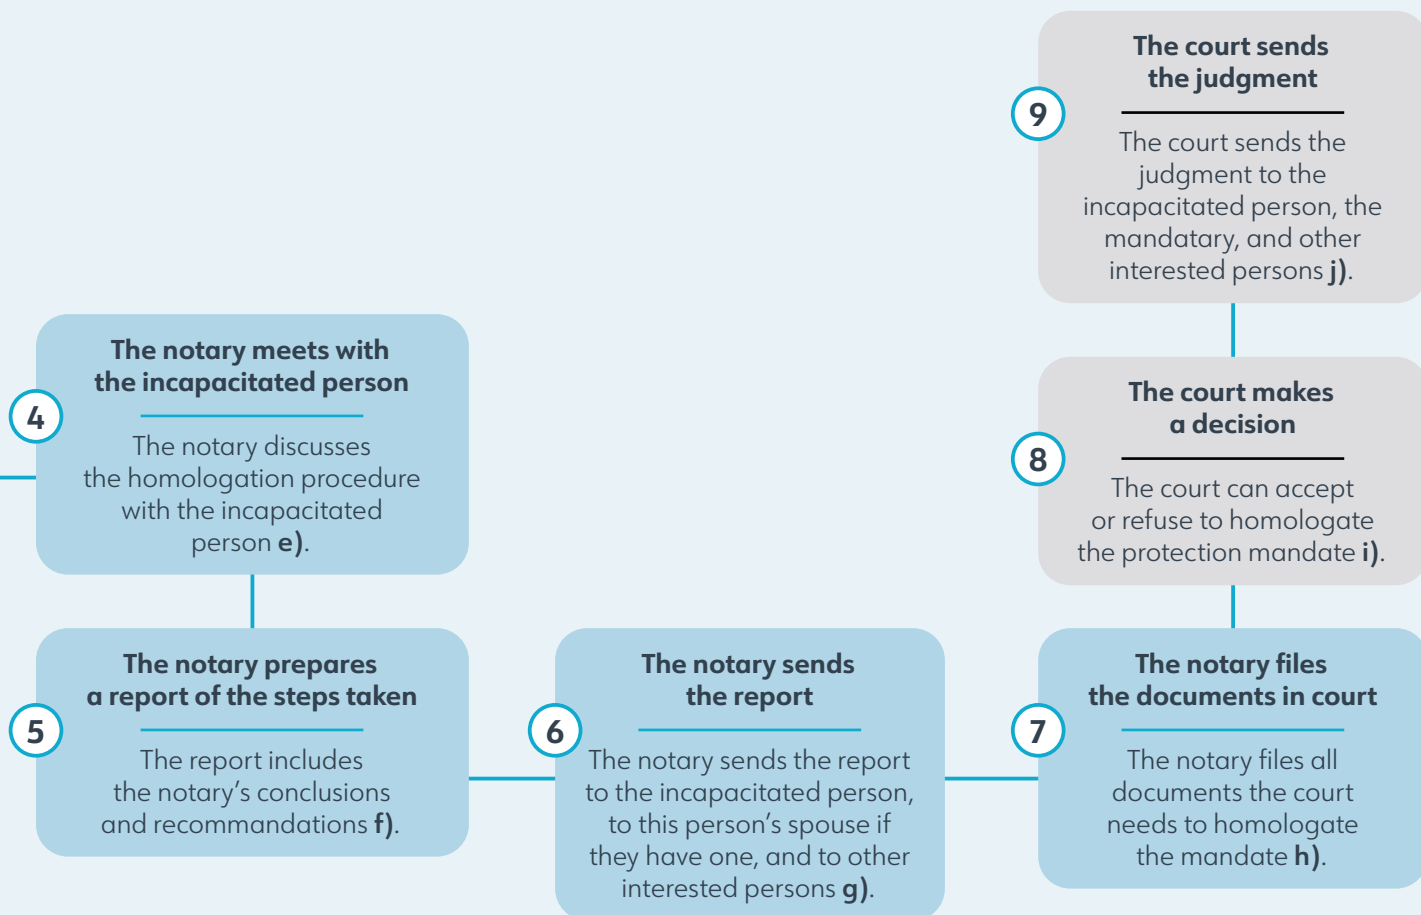 4
The notary meets with
the incapacitated person
The notary discusses
the homologation procedure
with the incapacitated
person e).
5
The notary prepares
a report of the steps taken
The report includes
the notary's conclusions
and recommandations f).
6
The notary sends
the report
The notary sends the report
to the incapacitated person,
to this person's spouse if
they have one, and to other
interested persons g).
7
The notary files
the documents in court
The notary files all
documents the court
needs to homologate
the mandate h).
8
The court makes
a decision
The court can accept
or refuse to homologate
the protection mandate i).
9
The court sends
the judgment
The court sends the
judgment to the
incapacitated person, the
mandatary, and other
interested persons j).